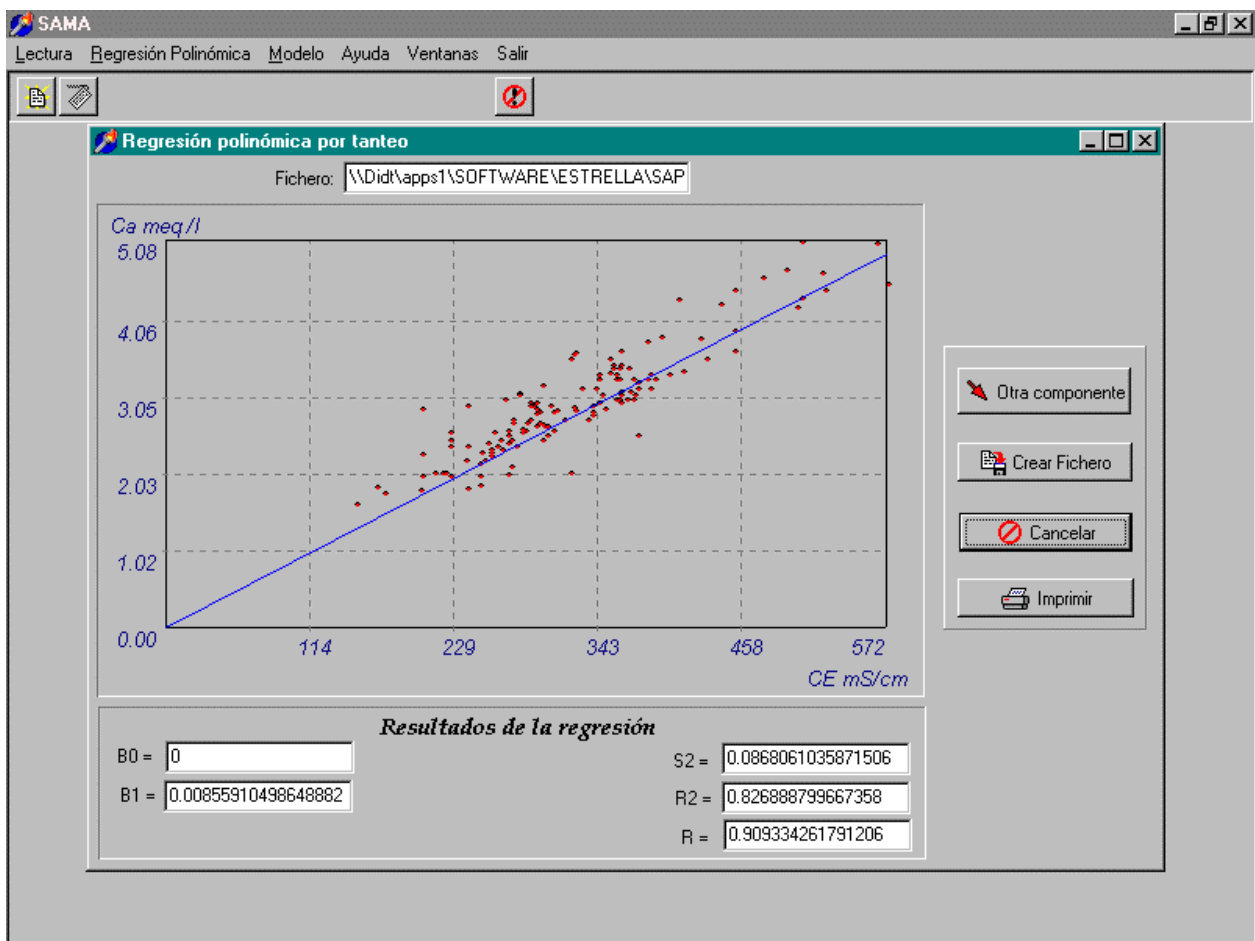 SAMA
Lectura Regresión Polinómica Modelo Ayuda Ventanas Salir
Regresión polinómica por tanteo
Fichero: \\Didt\apps1\SOFTWARE\ESTRELLA\SAP
Ca meq/l
5.08
4.06
3.05
2.03
1.02
0.00
114 229 343 458 572
CE mS/cm
Otra componente
Crear Fichero
Cancelar
Imprimir
Resultados de la regresión
B0 = 0
B1 = 0.00855910498648882
S2 = 0.0868061035871506
R2 = 0.826888799667358
R = 0.909334261791206